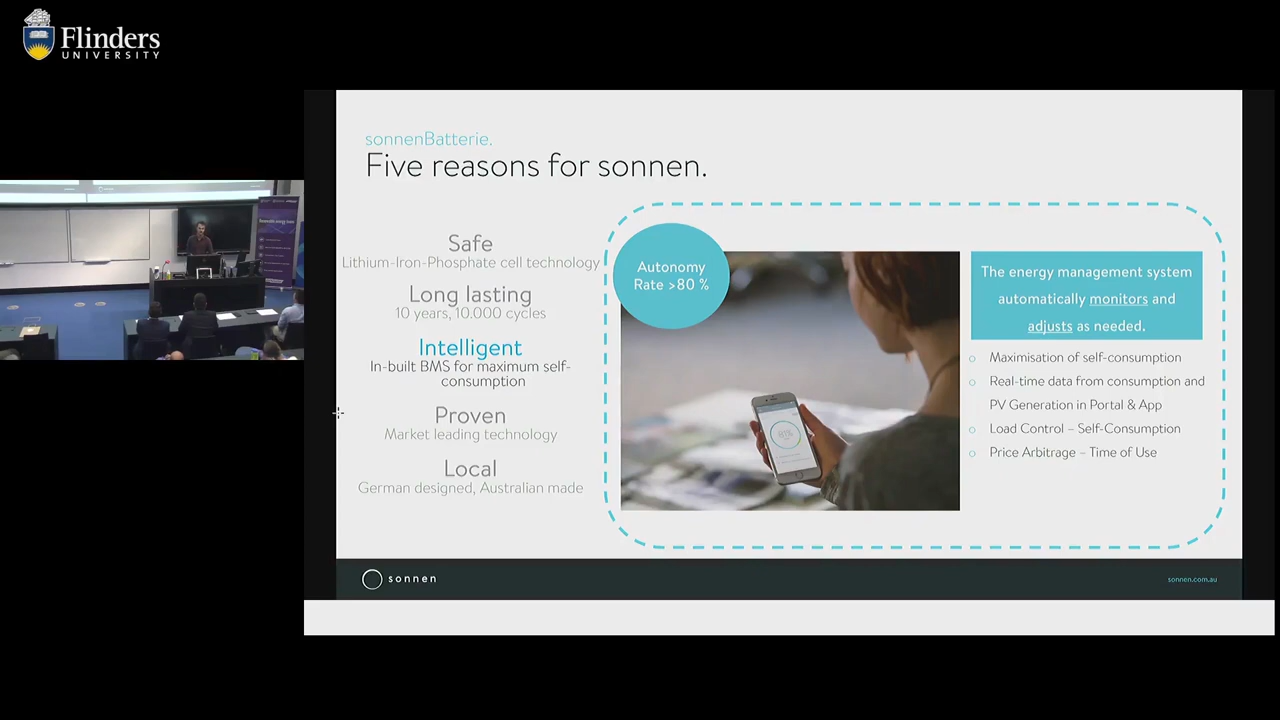 Flinders
UNIVERSITY
sonnenBatterie.
Five reasons for sonnen.
Safe
Lithium-Iron-Phosphate cell technology
Long lasting
10 years, 10.000 cycles
Intelligent
In-built BMS for maximum self-
consumption
Proven
Market leading technology
Local
German designed, Australian made
Autonomy
Rate >80 %
The energy management system
automatically monitors and
adjusts as needed.
Maximisation of self-consumption
Real-time data from consumption and
PV Generation in Portal & App
Load Control – Self-Consumption
Price Arbitrage – Time of Use
sonnen
sonnen.com.au